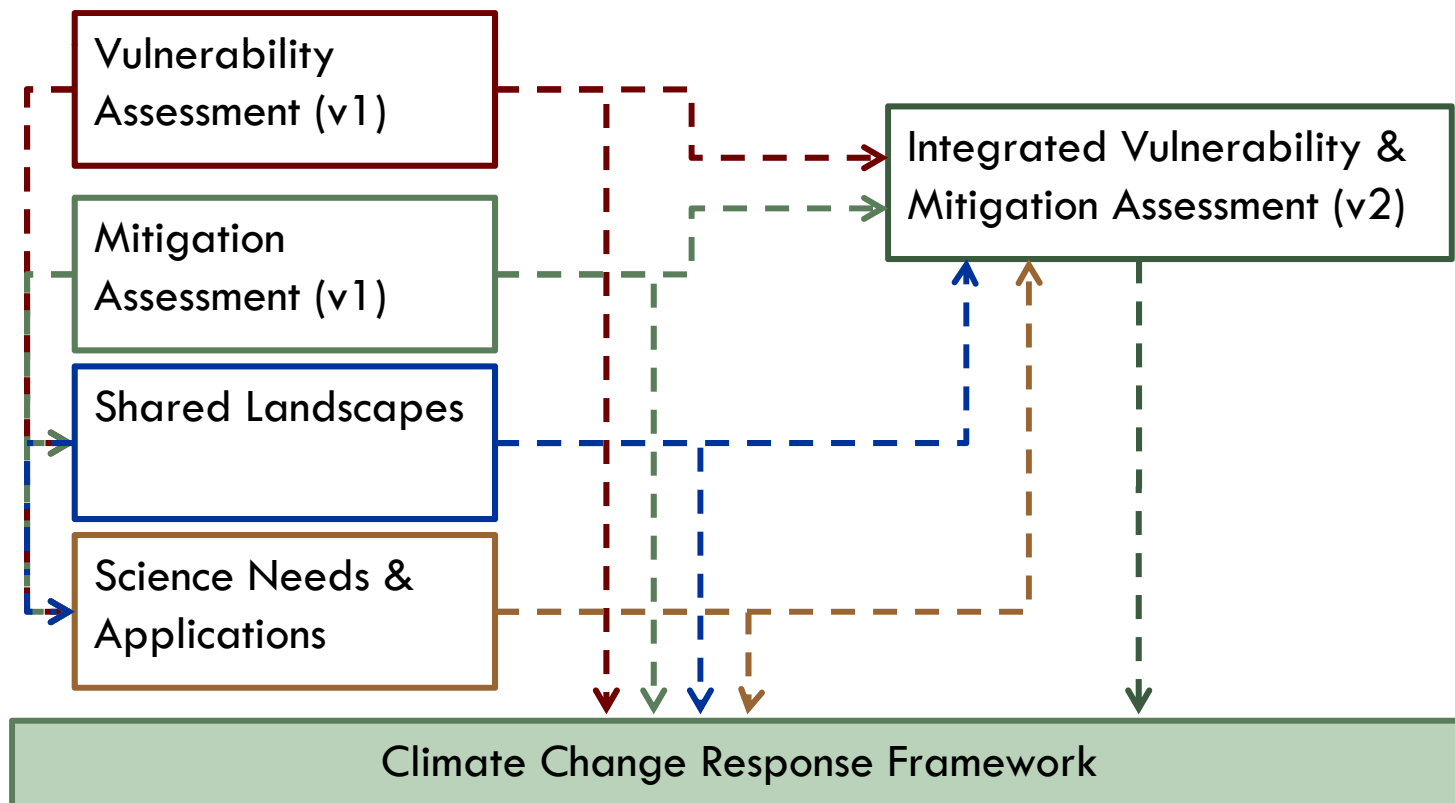 Vulnerability
Assessment (v1)
Mitigation
Assessment (v1)
Shared Landscapes
Science Needs &
Applications
Integrated Vulnerability &
Mitigation Assessment (v2)
Climate Change Response Framework